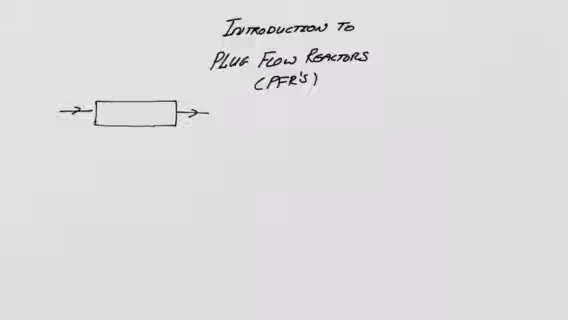 INTRODUCTION TO
PLUG FLOW REACTORS
(PFR'S)